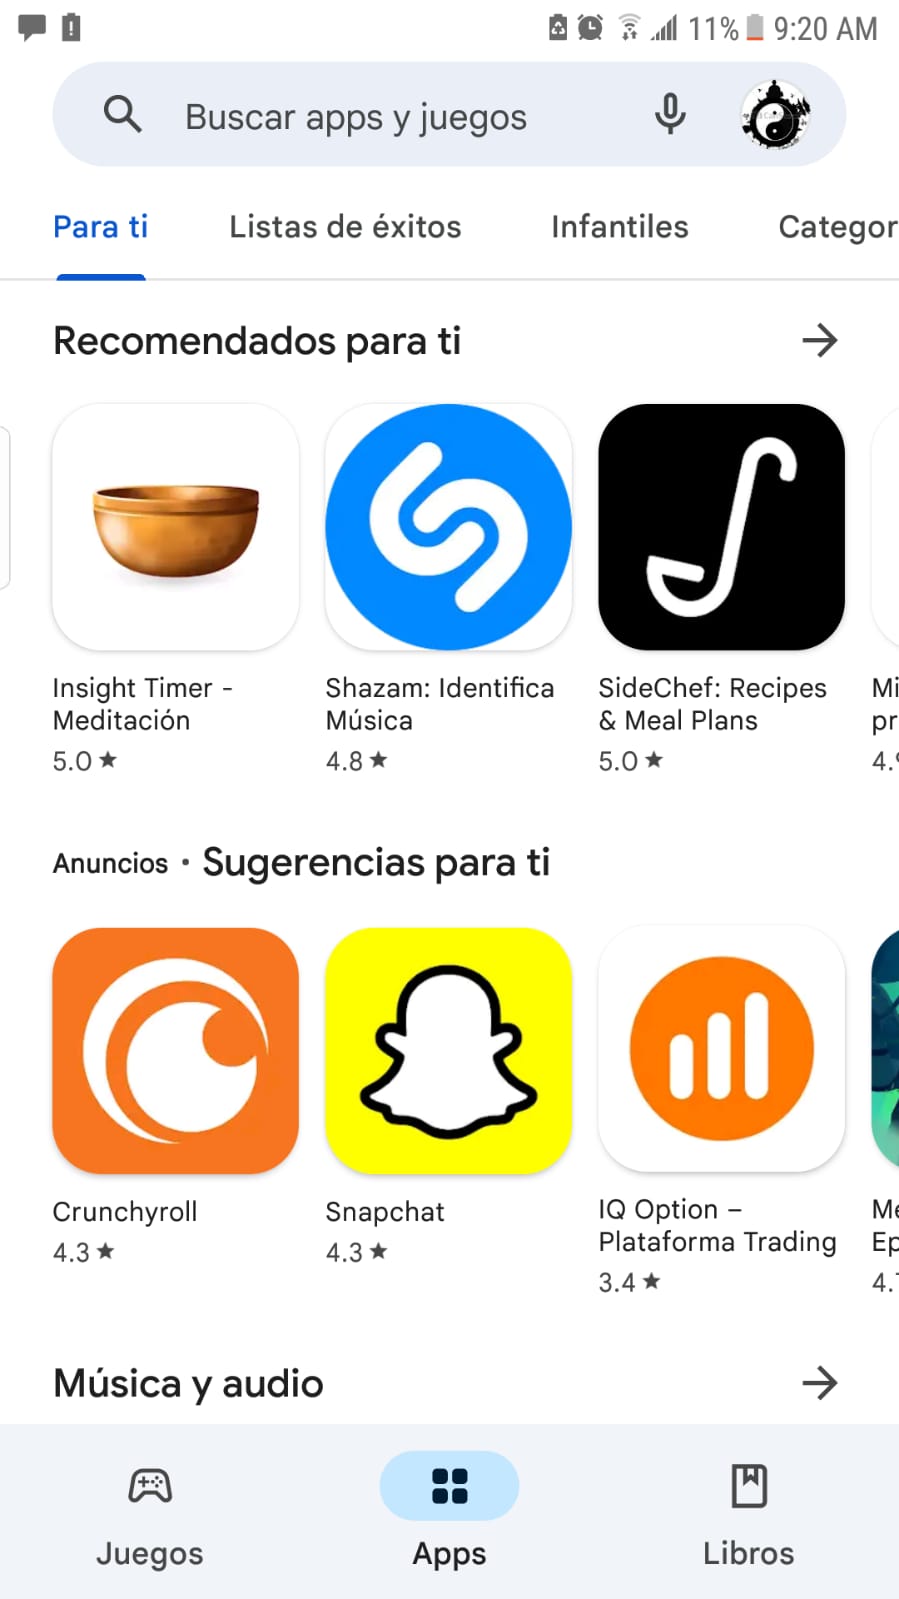 11% 9:20 AM
Buscar apps y juegos
Para ti Listas de éxitos Infantiles Categor
Recomendados para ti
Insight Timer -
Meditación
5.0 ★
Shazam: Identifica
Música
4.8 ★
SideChef: Recipes
& Meal Plans
5.0 ★
Mi
pr
4.9
Anuncios • Sugerencias para ti
Crunchyroll
4.3 ★
Snapchat
4.3 ★
IQ Option –
Plataforma Trading
3.4 ★
Me
Ep
4.
Música y audio
Juegos Apps Libros